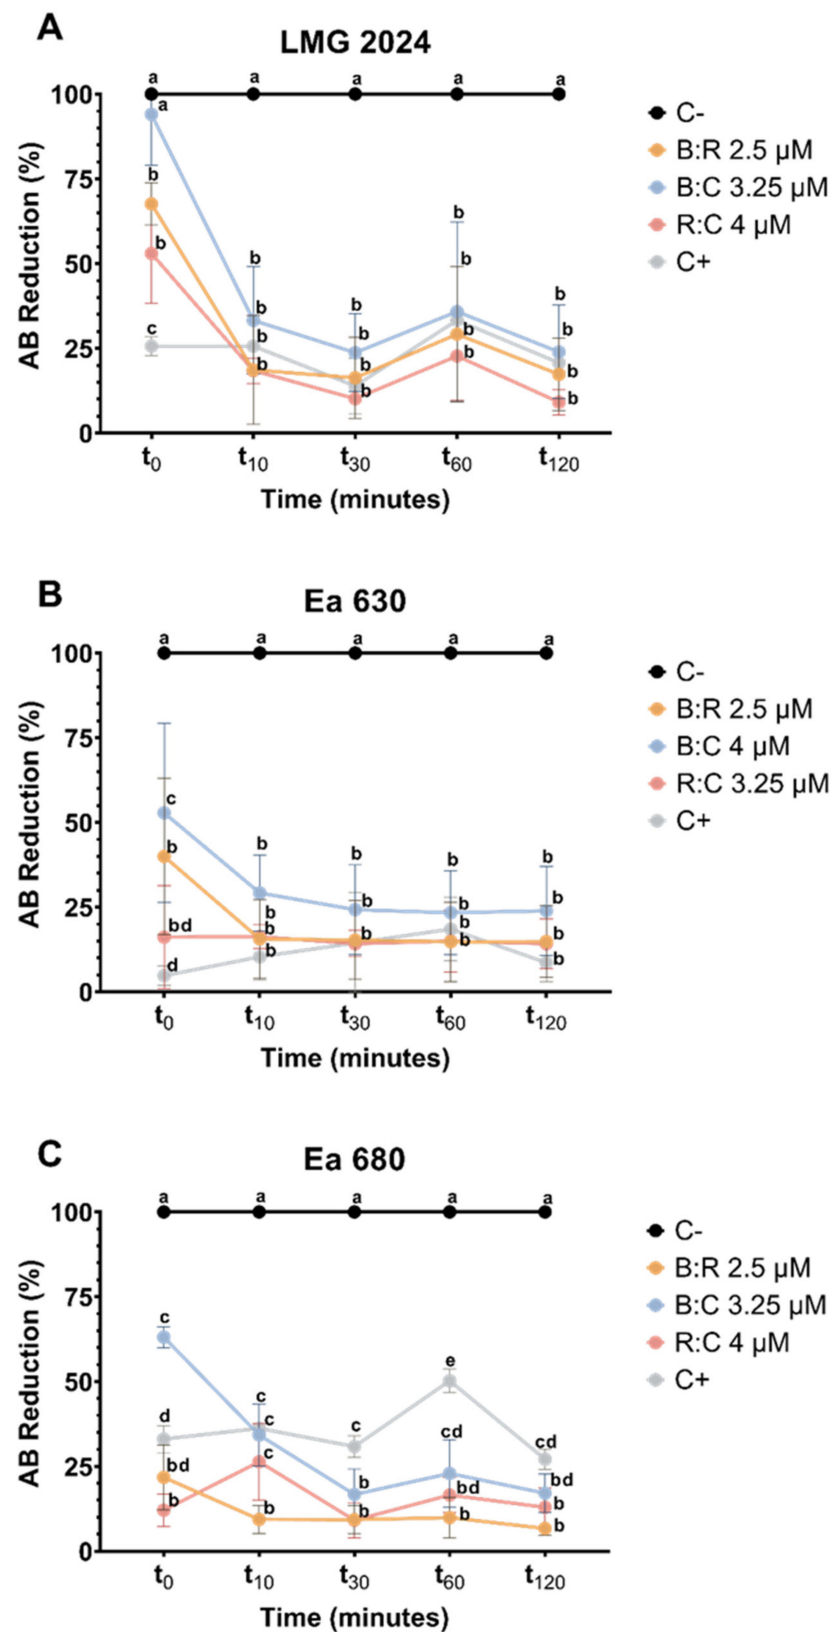 A
LMG 2024
a a a a a
100
a
75
b
50
b
c
25
0
b b b b
b b b b
b b b b
b b b b
AB Reduction (%)
t0 t10 t30 t60 t120
Time (minutes)
C-
B:R 2.5 µM
B:C 3.25 µM
R:C 4 µM
C+
B
Ea 630
a a a a a
100
75
50
25
0
c
b
bd
d
b b b b
b b b b
b b b
b
AB Reduction (%)
t0 t10 t30 t60 t120
Time (minutes)
C-
B:R 2.5 µM
B:C 4 µM
R:C 3.25 µM
C+
C
Ea 680
a a a a a
100
75
50
25
0
c
d
bd
b
c c e cd
c b cd bd
c b bd b
b b b
AB Reduction (%)
t0 t10 t30 t60 t120
Time (minutes)
C-
B:R 2.5 µM
B:C 3.25 µM
R:C 4 µM
C+